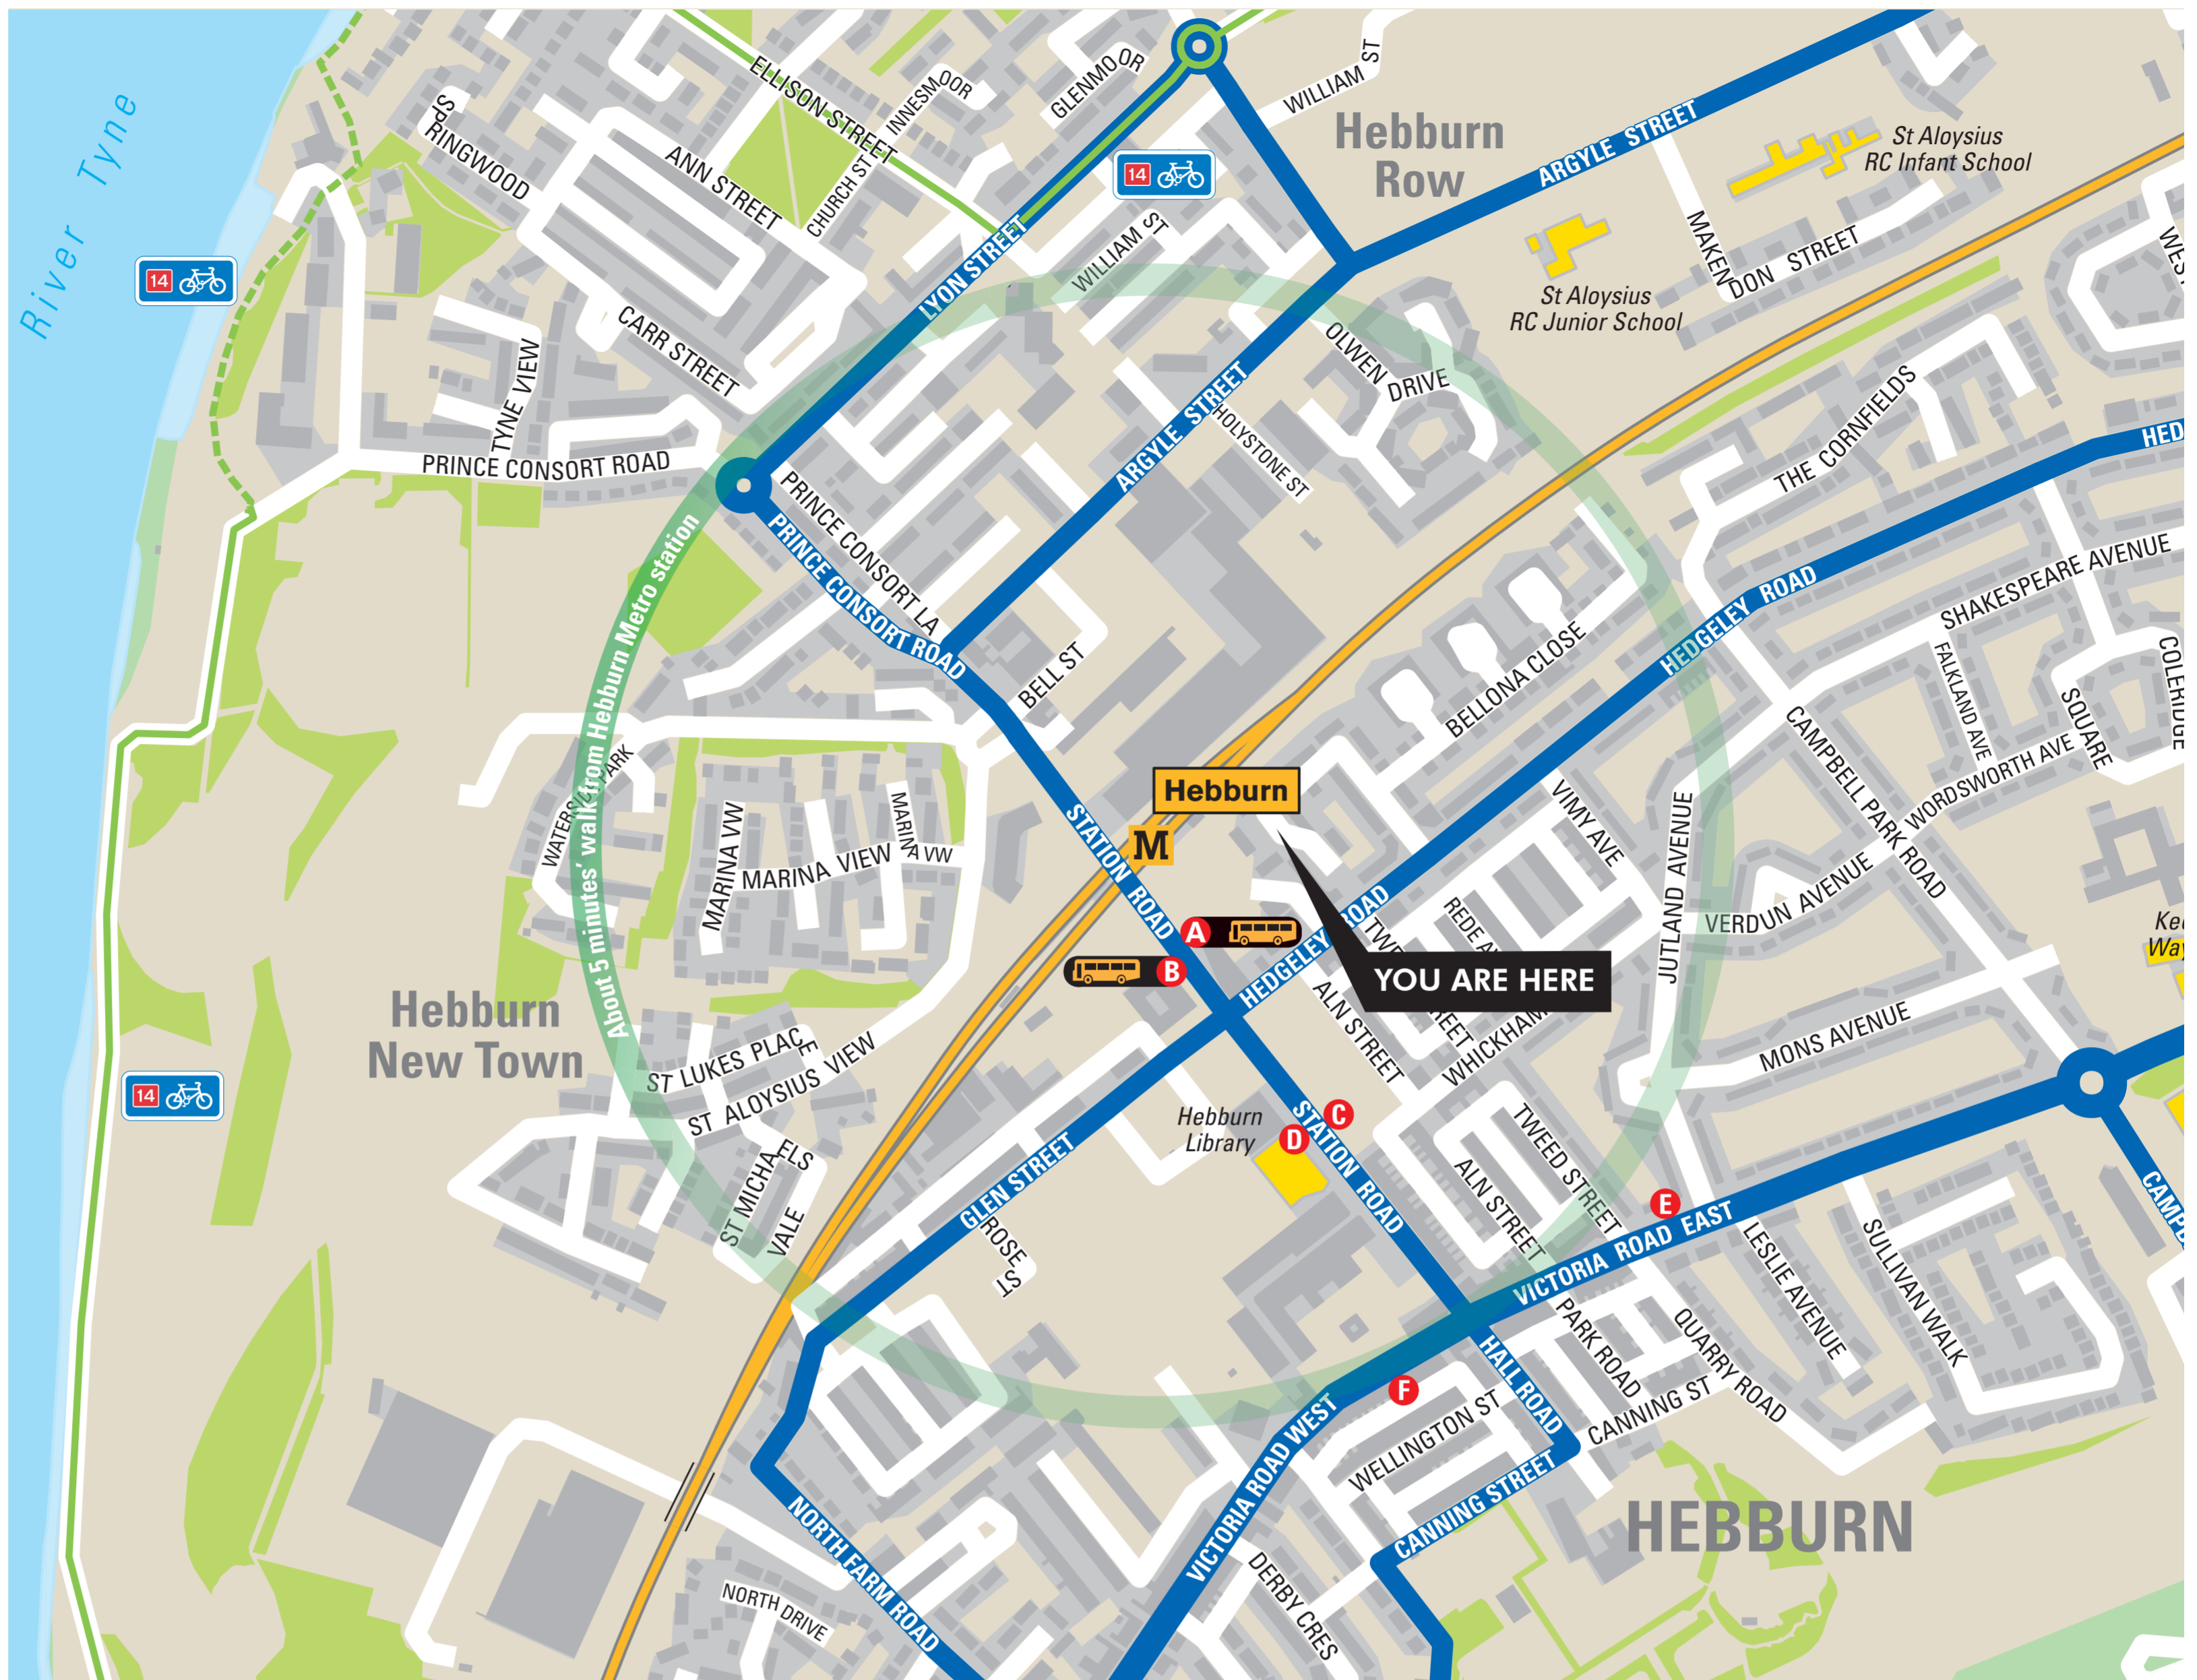 River Tyne
14
ELLISON STREET
INNESMOOR
GLENMOOR
WILLIAM ST
Hebburn
Row
ARGYLE STREET
St Aloysius
RC Infant School
RINGWOOD
ANN STREET
CHURCH ST
14
LYON STREET
WILLIAM ST
MAKENDON STREET
St Aloysius
RC Junior School
14
CARR STREET
TYNE VIEW
OLWEN DRIVE
ARGYLE STREET
HOLYSTONE ST
THE CORNFIELDS
HED
PRINCE CONSORT ROAD
PRINCE CONSORT LA
PRINCE CONSORT ROAD
About 5 minutes' walk from Hebburn Metro station
BELL ST
BELLONA CLOSE
HEDGELEY ROAD
SHAKESPEARE AVENUE
FALKLAND AVE
SQUARE
COLERIDGE
CAMPBELL PARK ROAD
WORDSWORTH AVE
MARINA VW
MARINA VIEW
MARINA VW
STATION ROAD
Hebburn
M
VIMY AVE
JUTLAND AVENUE
VERDUN AVENUE
A
B
HEDGELEY ROAD
YOU ARE HERE
ALN STREET
WHICKHAM
MONS AVENUE
Hebburn
New Town
ST LUKES PLACE
ST ALOYSIUS VIEW
ST MICHAELS
VALE
GLEN STREET
ROSE
ST
Hebburn
Library
C
D
STATION ROAD
TWEED STREET
ALN STREET
E
VICTORIA ROAD EAST
LESLIE AVENUE
SULLIVAN WALK
PARK ROAD
QUARRY ROAD
HALL ROAD
CANNING ST
F
WELLINGTON ST
VICTORIA ROAD WEST
CANNING STREET
HEBBURN
NORTH FARM ROAD
NORTH DRIVE
DERBY CRES